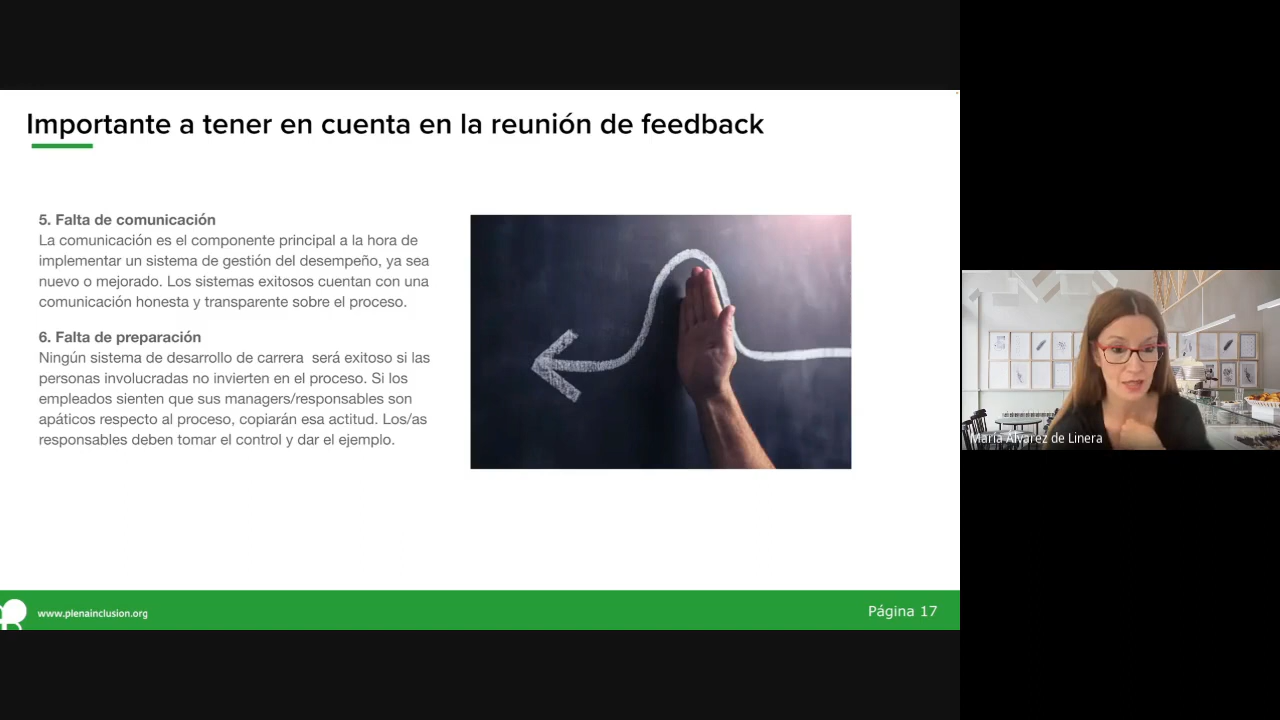 Importante a tener en cuenta en la reunión de feedback
5. Falta de comunicación
La comunicación es el componente principal a la hora de
implementar un sistema de gestión del desempeño, ya sea
nuevo o mejorado. Los sistemas exitosos cuentan con una
comunicación honesta y transparente sobre el proceso.
6. Falta de preparación
Ningún sistema de desarrollo de carrera  será exitoso si las
personas involucradas no invierten en el proceso. Si los
empleados sienten que sus managers/responsables son
apáticos respecto al proceso, copiarán esa actitud. Los/as
responsables deben tomar el control y dar el ejemplo.
María Álvarez de Linera
www.plenainclusion.org
Página 17